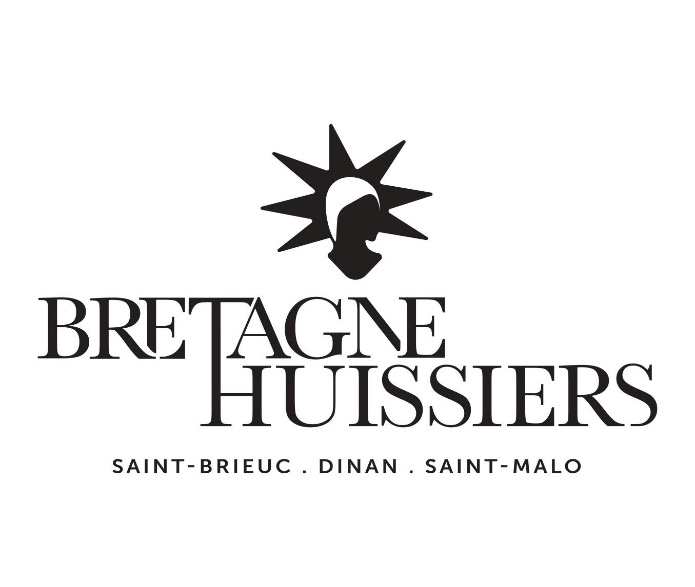 BRETAGNE
HUISSIERS
SAINT-BRIEUC . DINAN . SAINT-MALO